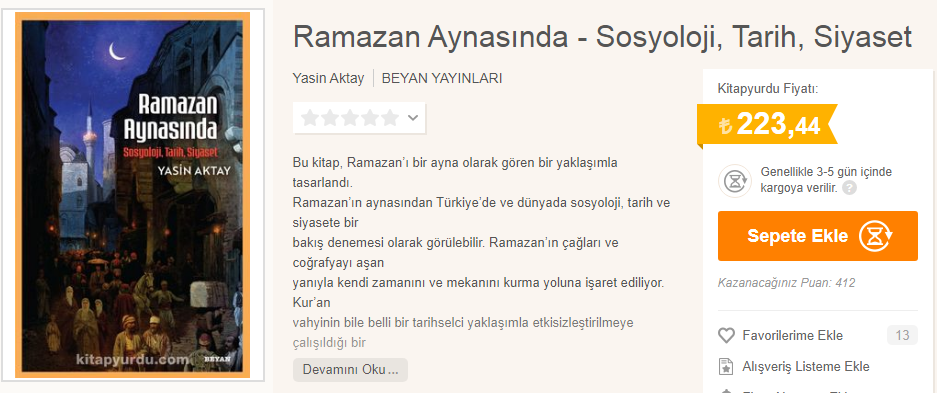 Ramazan
Aynasında
Sosyoloji, Tarih, Siyaset
YASİN AKTAY
kitapyurdu.com
BEYAN
Ramazan Aynasında - Sosyoloji, Tarih, Siyaset
Yasin Aktay | BEYAN YAYINLARI
Bu kitap, Ramazan’ı bir ayna olarak gören bir yaklaşımla
tasarlandı.
Ramazan’ın aynasından Türkiye’de ve dünyada sosyoloji, tarih ve
siyasete bir
bakış denemesi olarak görülebilir. Ramazan’ın çağları ve
coğrafyayı aşan
yanıyla kendi zamanını ve mekanını kurma yoluna işaret ediliyor.
Kur’an
vahyinin bile belli bir tarihselci yaklaşımla etkisizleştirilmeye
çalışıldığı bir
Devamını Oku ...
Kitapyurdu Fiyatı:
₺ 223,44
Genellikle 3-5 gün içinde
kargoya verilir. ?
Sepete Ekle
Kazanacağınız Puan: 412
Favorilerime Ekle 13
Alışveriş Listeme Ekle